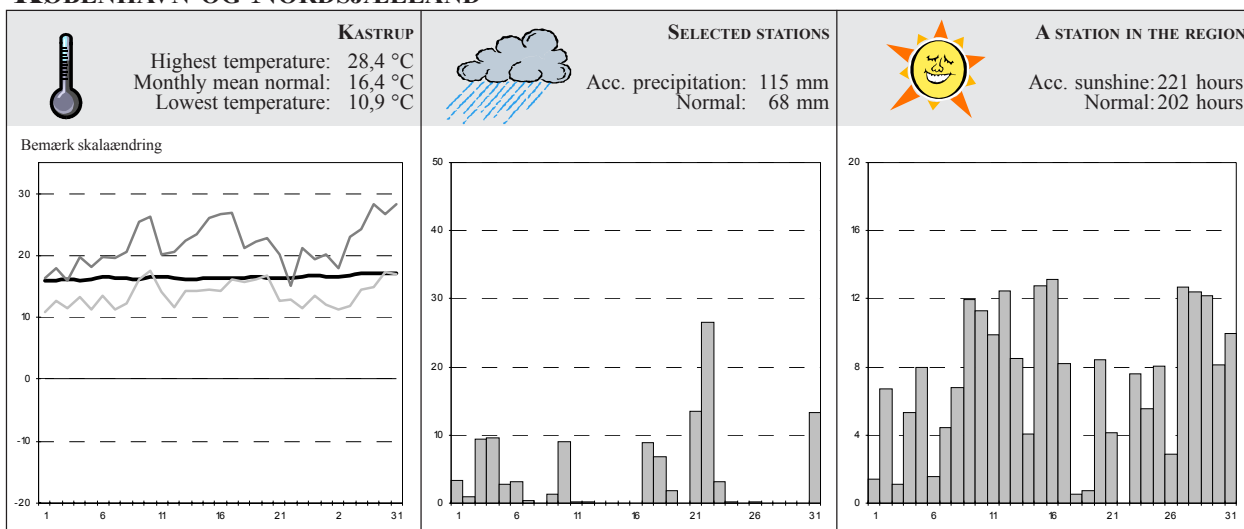 KØBENHAVN OG NORDSJÆLLAND
KASTRUP
Highest temperature: 28,4 °C
Monthly mean normal: 16,4 °C
Lowest temperature: 10,9 °C
SELECTED STATIONS
Acc. precipitation: 115 mm
Normal: 68 mm
A STATION IN THE REGION
Acc. sunshine: 221 hours
Normal: 202 hours
Bemærk skalaændring
30
20
10
0
-10
-20
1 6 11 16 21 2 31
50
40
30
20
10
0
1 6 11 16 21 26 31
20
16
12
8
4
0
1 6 11 16 21 26 31